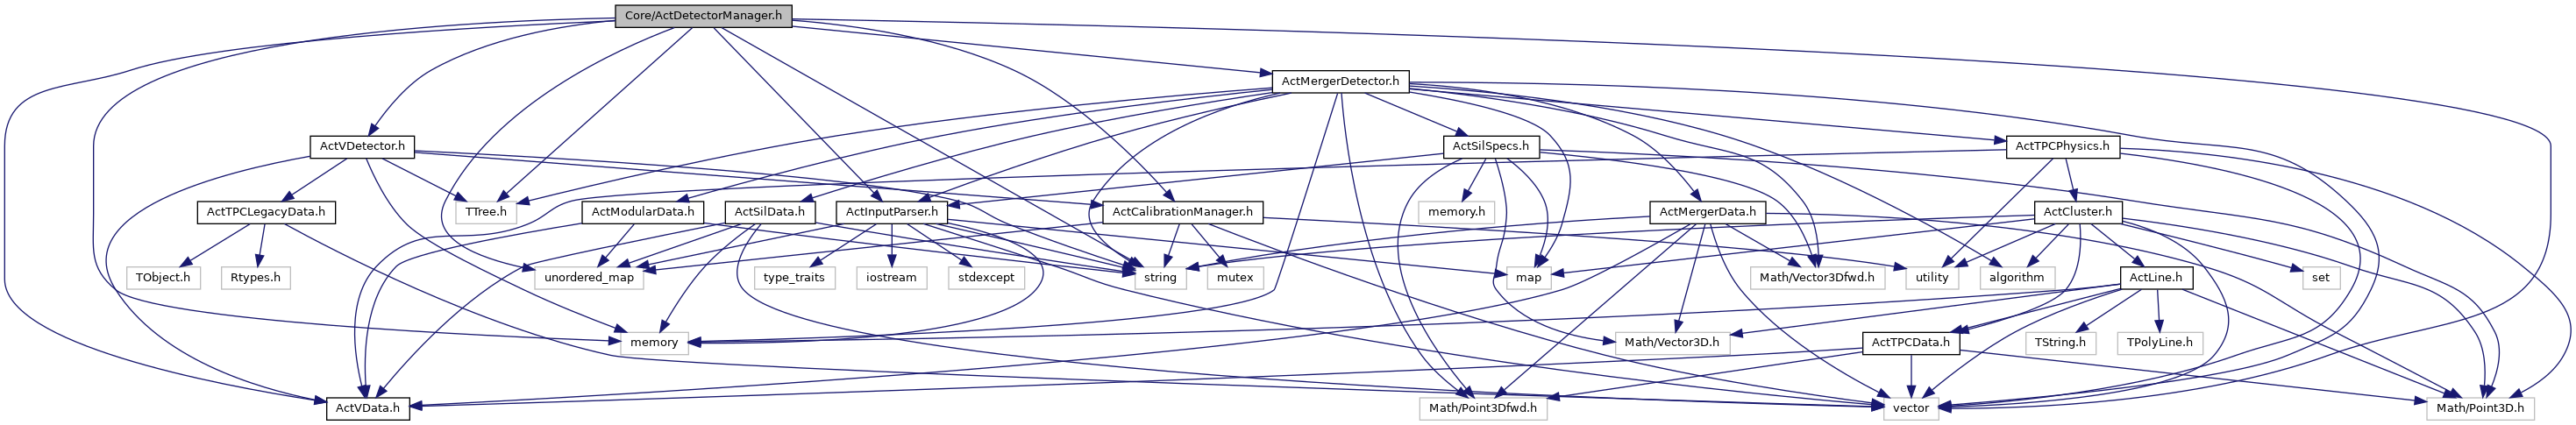 Core/ActDetectorManager.h
ActMergerDetector.h
ActVDetector.h
ActSilSpecs.h
ActTPCPhysics.h
ActTPCLegacyData.h
TTree.h
ActModularData.h
ActSilData.h
ActInputParser.h
ActCalibrationManager.h
memory.h
ActMergerData.h
ActCluster.h
TObject.h
Rtypes.h
unordered_map
type_traits
iostream
stdexcept
string
mutex
map
Math/Vector3Dfwd.h
utility
algorithm
ActLine.h
set
memory
Math/Vector3D.h
ActTPCData.h
TString.h
TPolyLine.h
ActVData.h
Math/Point3Dfwd.h
vector
Math/Point3D.h